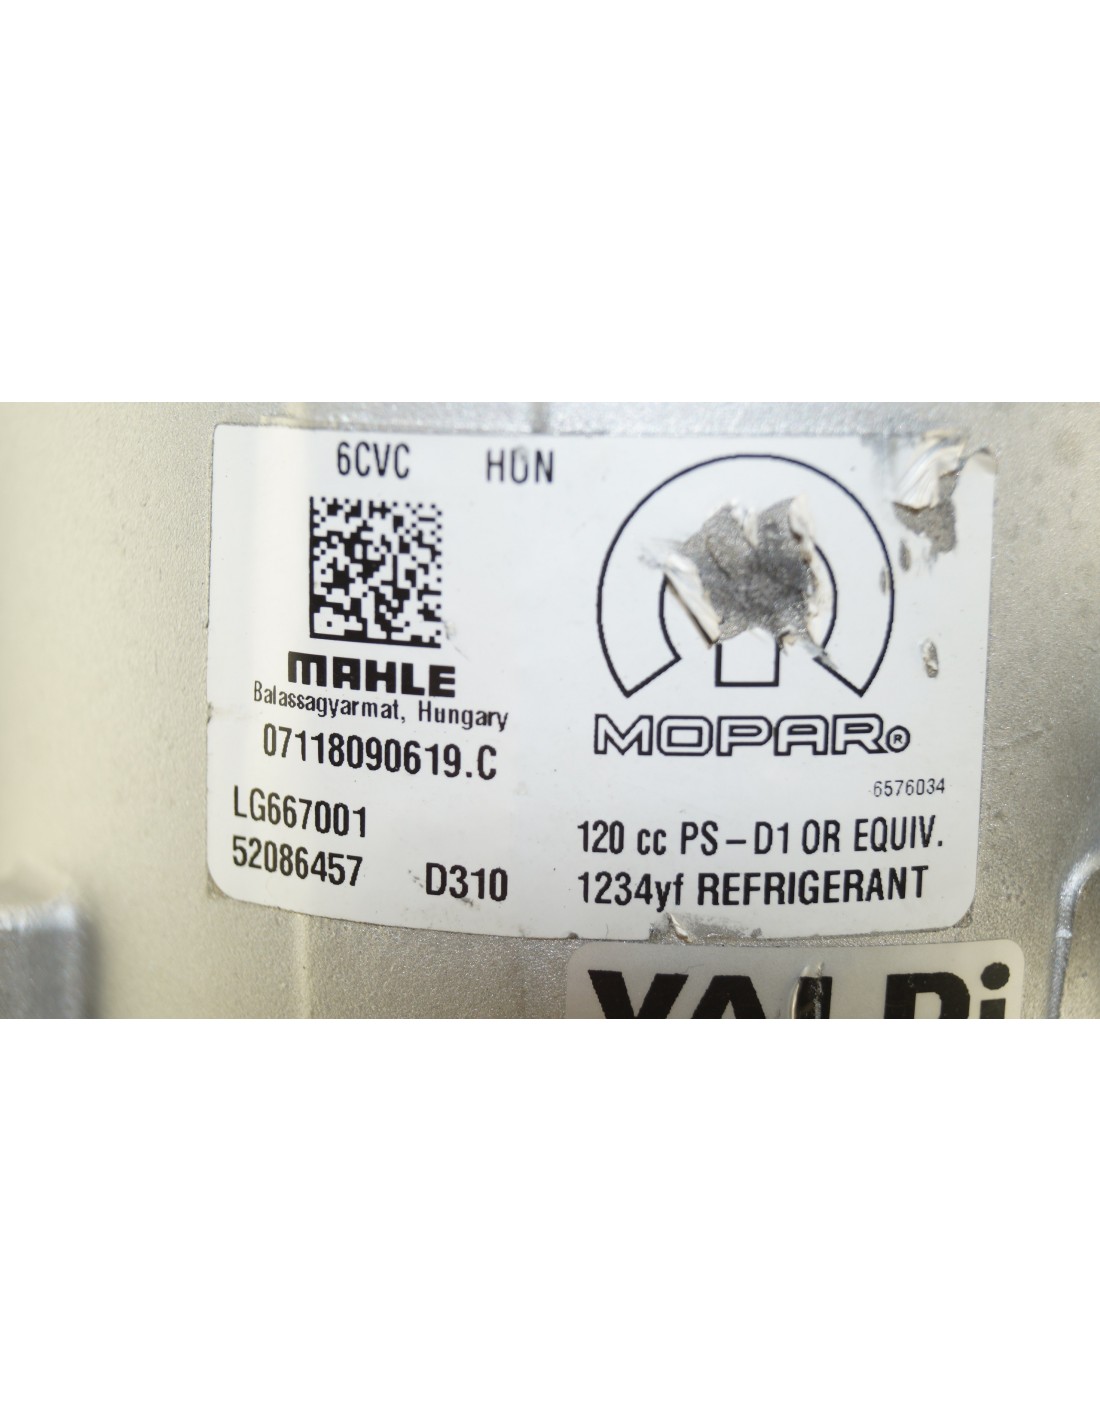 6CVC HUN
MAHLE
Balassagyarmat, Hungary
07118090619.C
LG667001
52086457 D310
MOPAR®
6576034
120 cc PS-D1 OR EQUIV.
1234yf REFRIGERANT